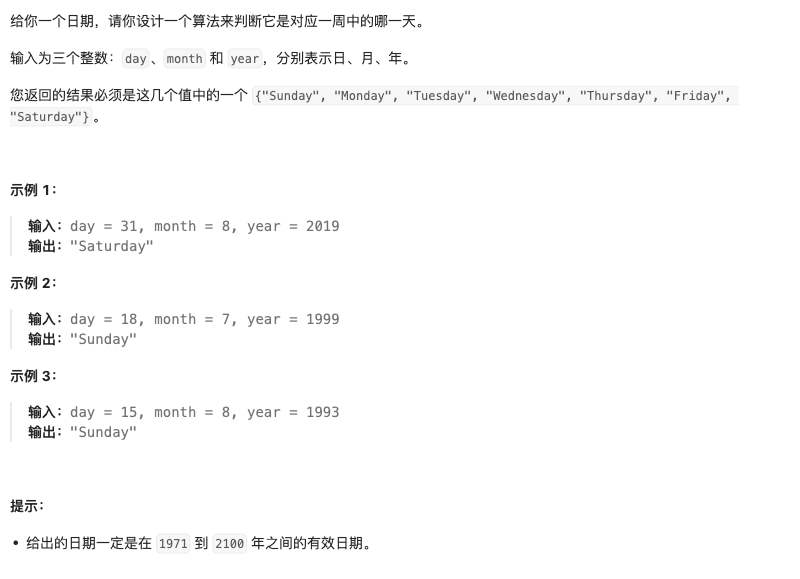 给你一个日期，请你设计一个算法来判断它是对应一周中的哪一天。
输入为三个整数：day、month 和 year，分别表示日、月、年。
您返回的结果必须是这几个值中的一个 {"Sunday", "Monday", "Tuesday", "Wednesday", "Thursday", "Friday",
"Saturday"}。
示例 1：
输入：day = 31, month = 8, year = 2019
输出："Saturday"
示例 2：
输入：day = 18, month = 7, year = 1999
输出："Sunday"
示例 3：
输入：day = 15, month = 8, year = 1993
输出："Sunday"
提示：
• 给出的日期一定是在 1971 到 2100 年之间的有效日期。